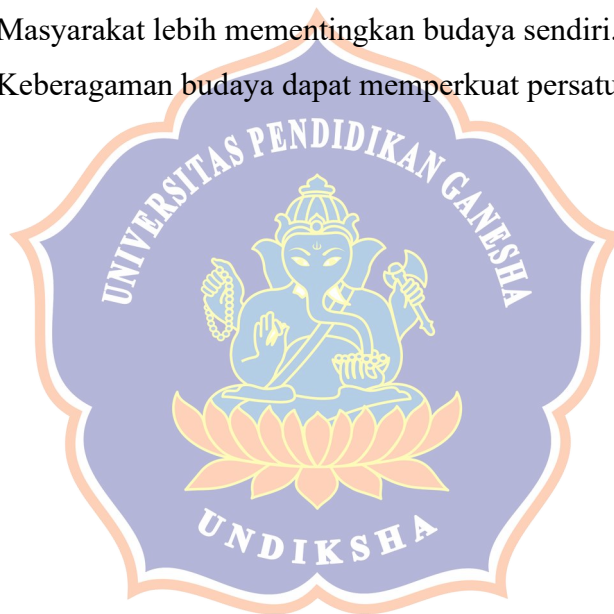 Masyarakat lebih mementingkan budaya sendiri.
Keberagaman budaya dapat memperkuat persatu
UNIVERSITAS PENDIDIKAN GANESHA
UNDIKSHA